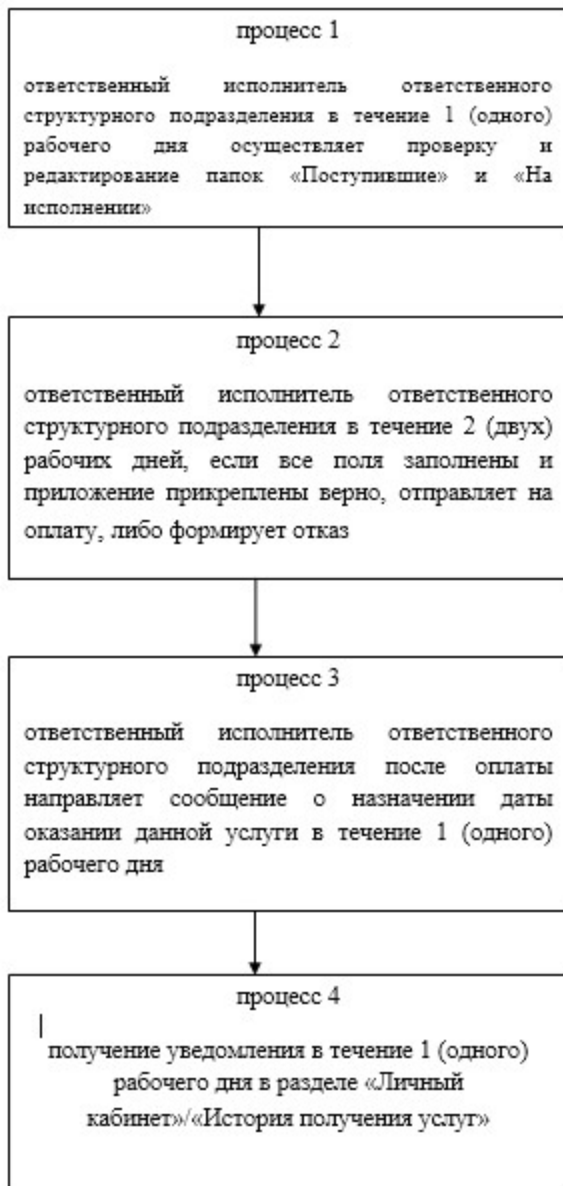 процесс 1
ответственный исполнитель ответственного
структурного подразделения в течение 1 (одного)
рабочего дня осуществляет проверку и
редактирование папок «Поступившие» и «На
исполнении»
процесс 2
ответственный исполнитель ответственного
структурного подразделения в течение 2 (двух)
рабочих дней, если все поля заполнены и
приложение прикреплены верно, отправляет на
оплату, либо формирует отказ
процесс 3
ответственный исполнитель ответственного
структурного подразделения после оплаты
направляет сообщение о назначении даты
оказании данной услуги в течение 1 (одного)
рабочего дня
процесс 4
получение уведомления в течение 1 (одного)
рабочего дня в разделе «Личный
кабинет»/«История получения услуг»